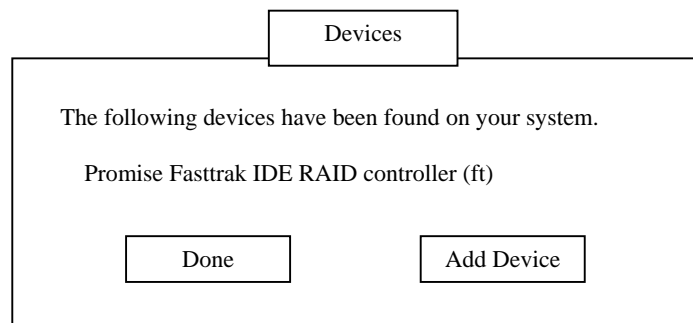 Devices
The following devices have been found on your system.
Promise Fasttrak IDE RAID controller (ft)
Done Add Device